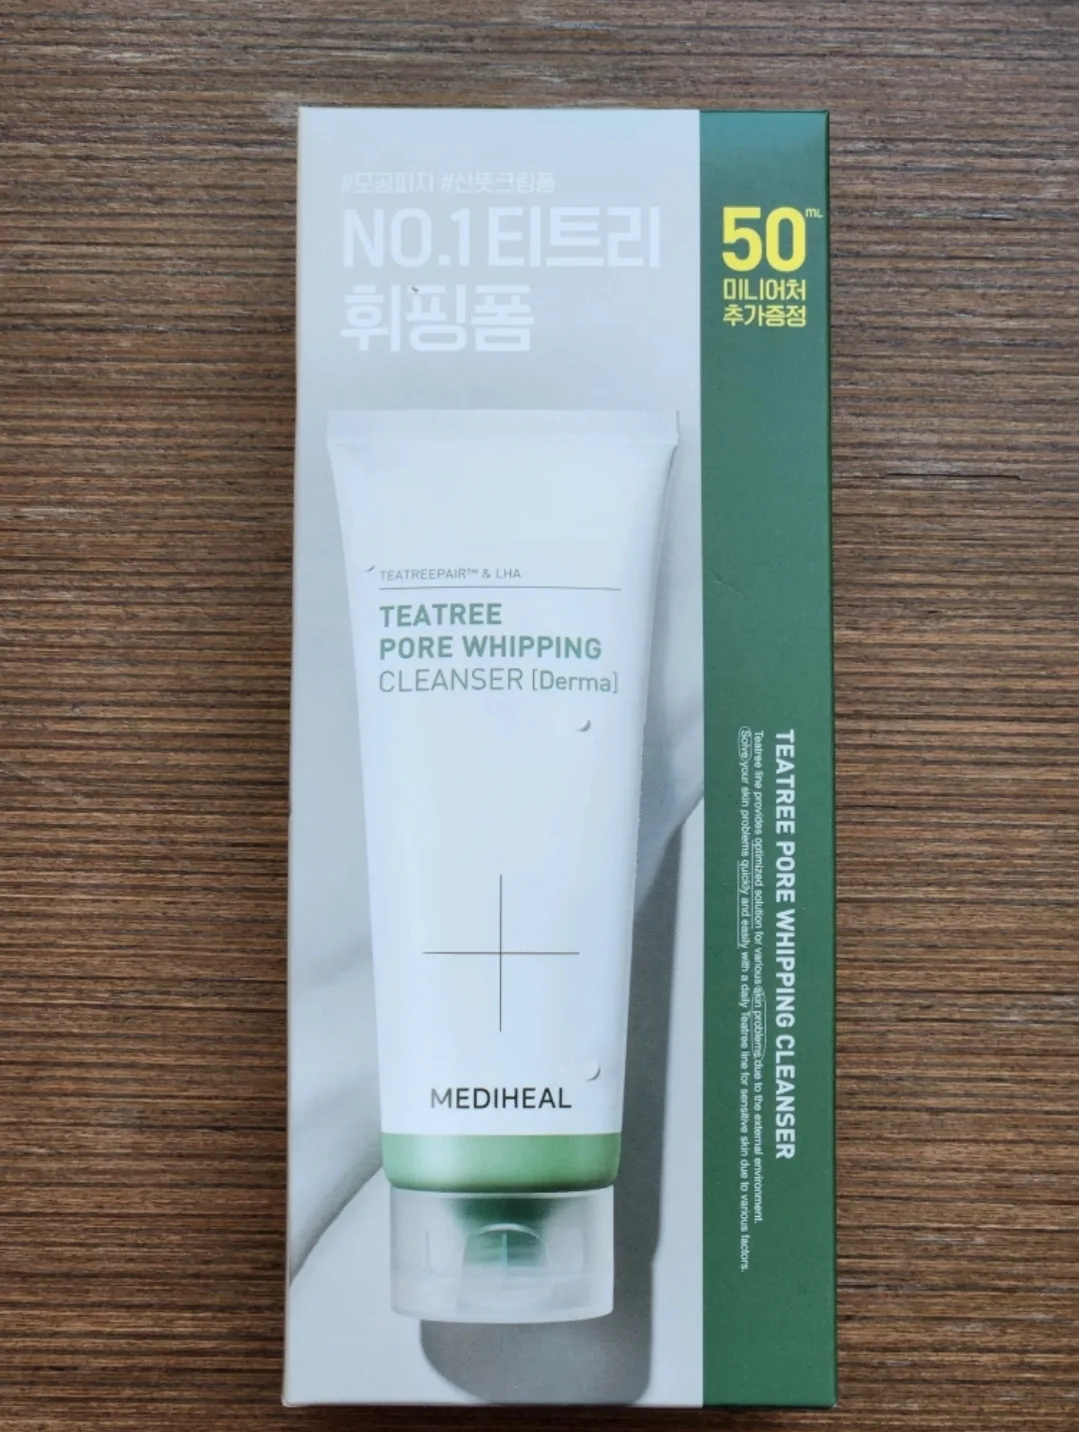 #모공피지 #산뜻크림폼
NO.1 티트리
휘핑폼
TEATREEPAIR™ & LHA
TEATREE
PORE WHIPPING
CLEANSER [Derma]
MEDIHEAL
50mL
미니어처
추가증정
TEATREE PORE WHIPPING CLEANSER
Teatree line provides optimized solution for various skin problems due to the external environment.
Solve your skin problems quickly and easily with a daily Teatree line for sensitive skin due to various factors.